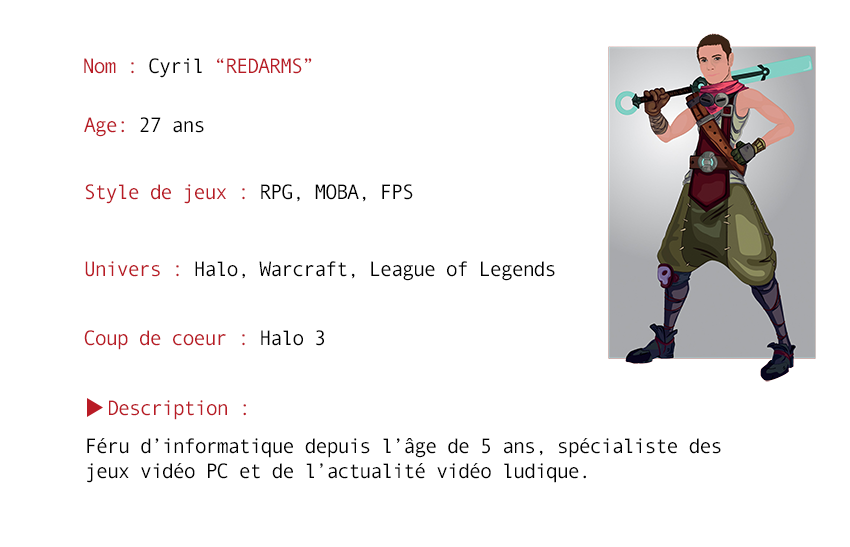 Nom : Cyril “REDARMS”
Age: 27 ans
Style de jeux : RPG, MOBA, FPS
Univers : Halo, Warcraft, League of Legends
Coup de coeur : Halo 3
Description :
Féru d’informatique depuis l’âge de 5 ans, spécialiste des
jeux vidéo PC et de l’actualité vidéo ludique.